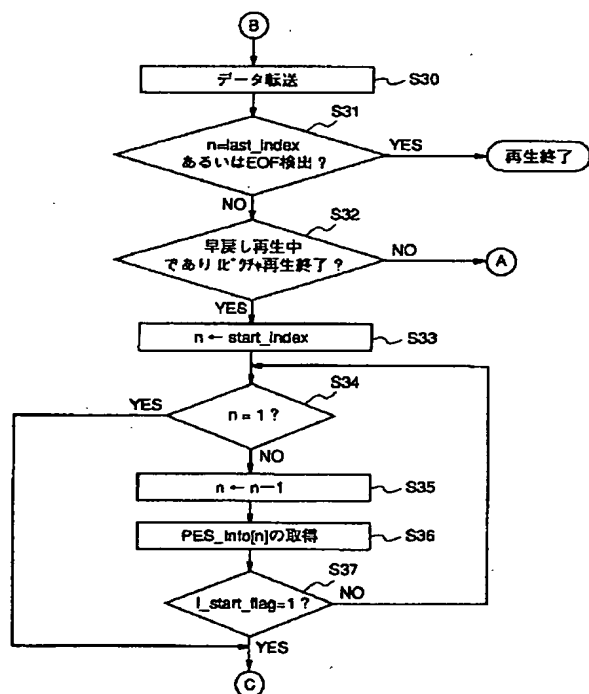 B
データ転送
S30
S31
n=last_index
あるいはEOF検出？
YES
再生終了
NO
S32
早戻し再生中
でありIピクチャ再生終了？
NO
A
YES
n ← start_index
S33
S34
YES
n = 1 ?
NO
n ← n−1
S35
PES_info[n]の取得
S36
S37
I_start_flag=1 ?
NO
YES
C